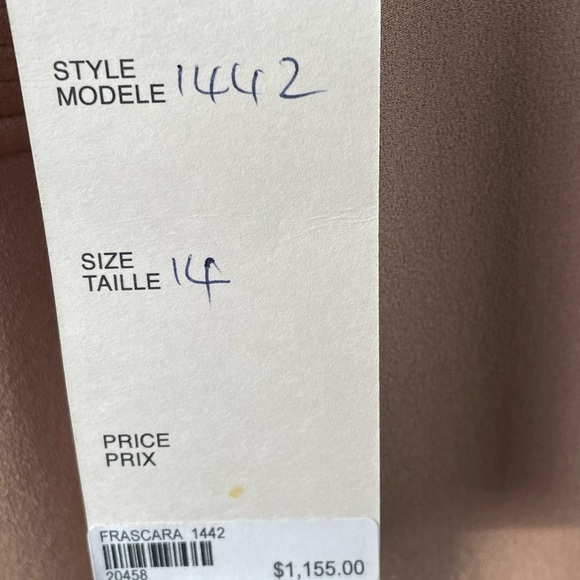 STYLE
MODELE 1442
SIZE
TAILLE 14
PRICE
PRIX
FRASCARA 1442
20458
$1,155.00